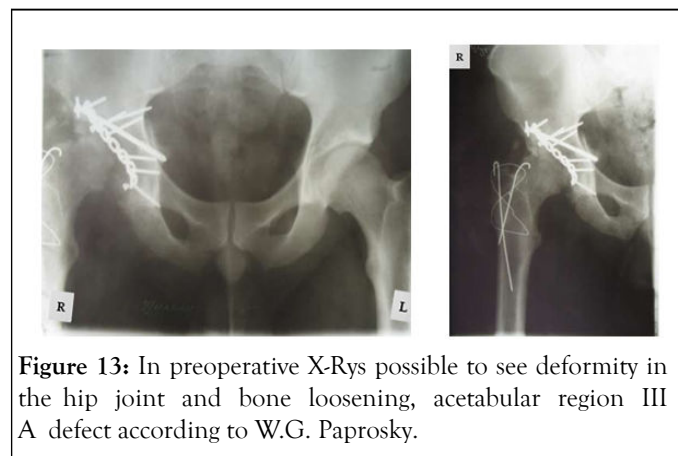 R
L
R
Figure 13: In preoperative X-Rys possible to see deformity in
the hip joint and bone loosening, acetabular region III
A defect according to W.G. Paprosky.